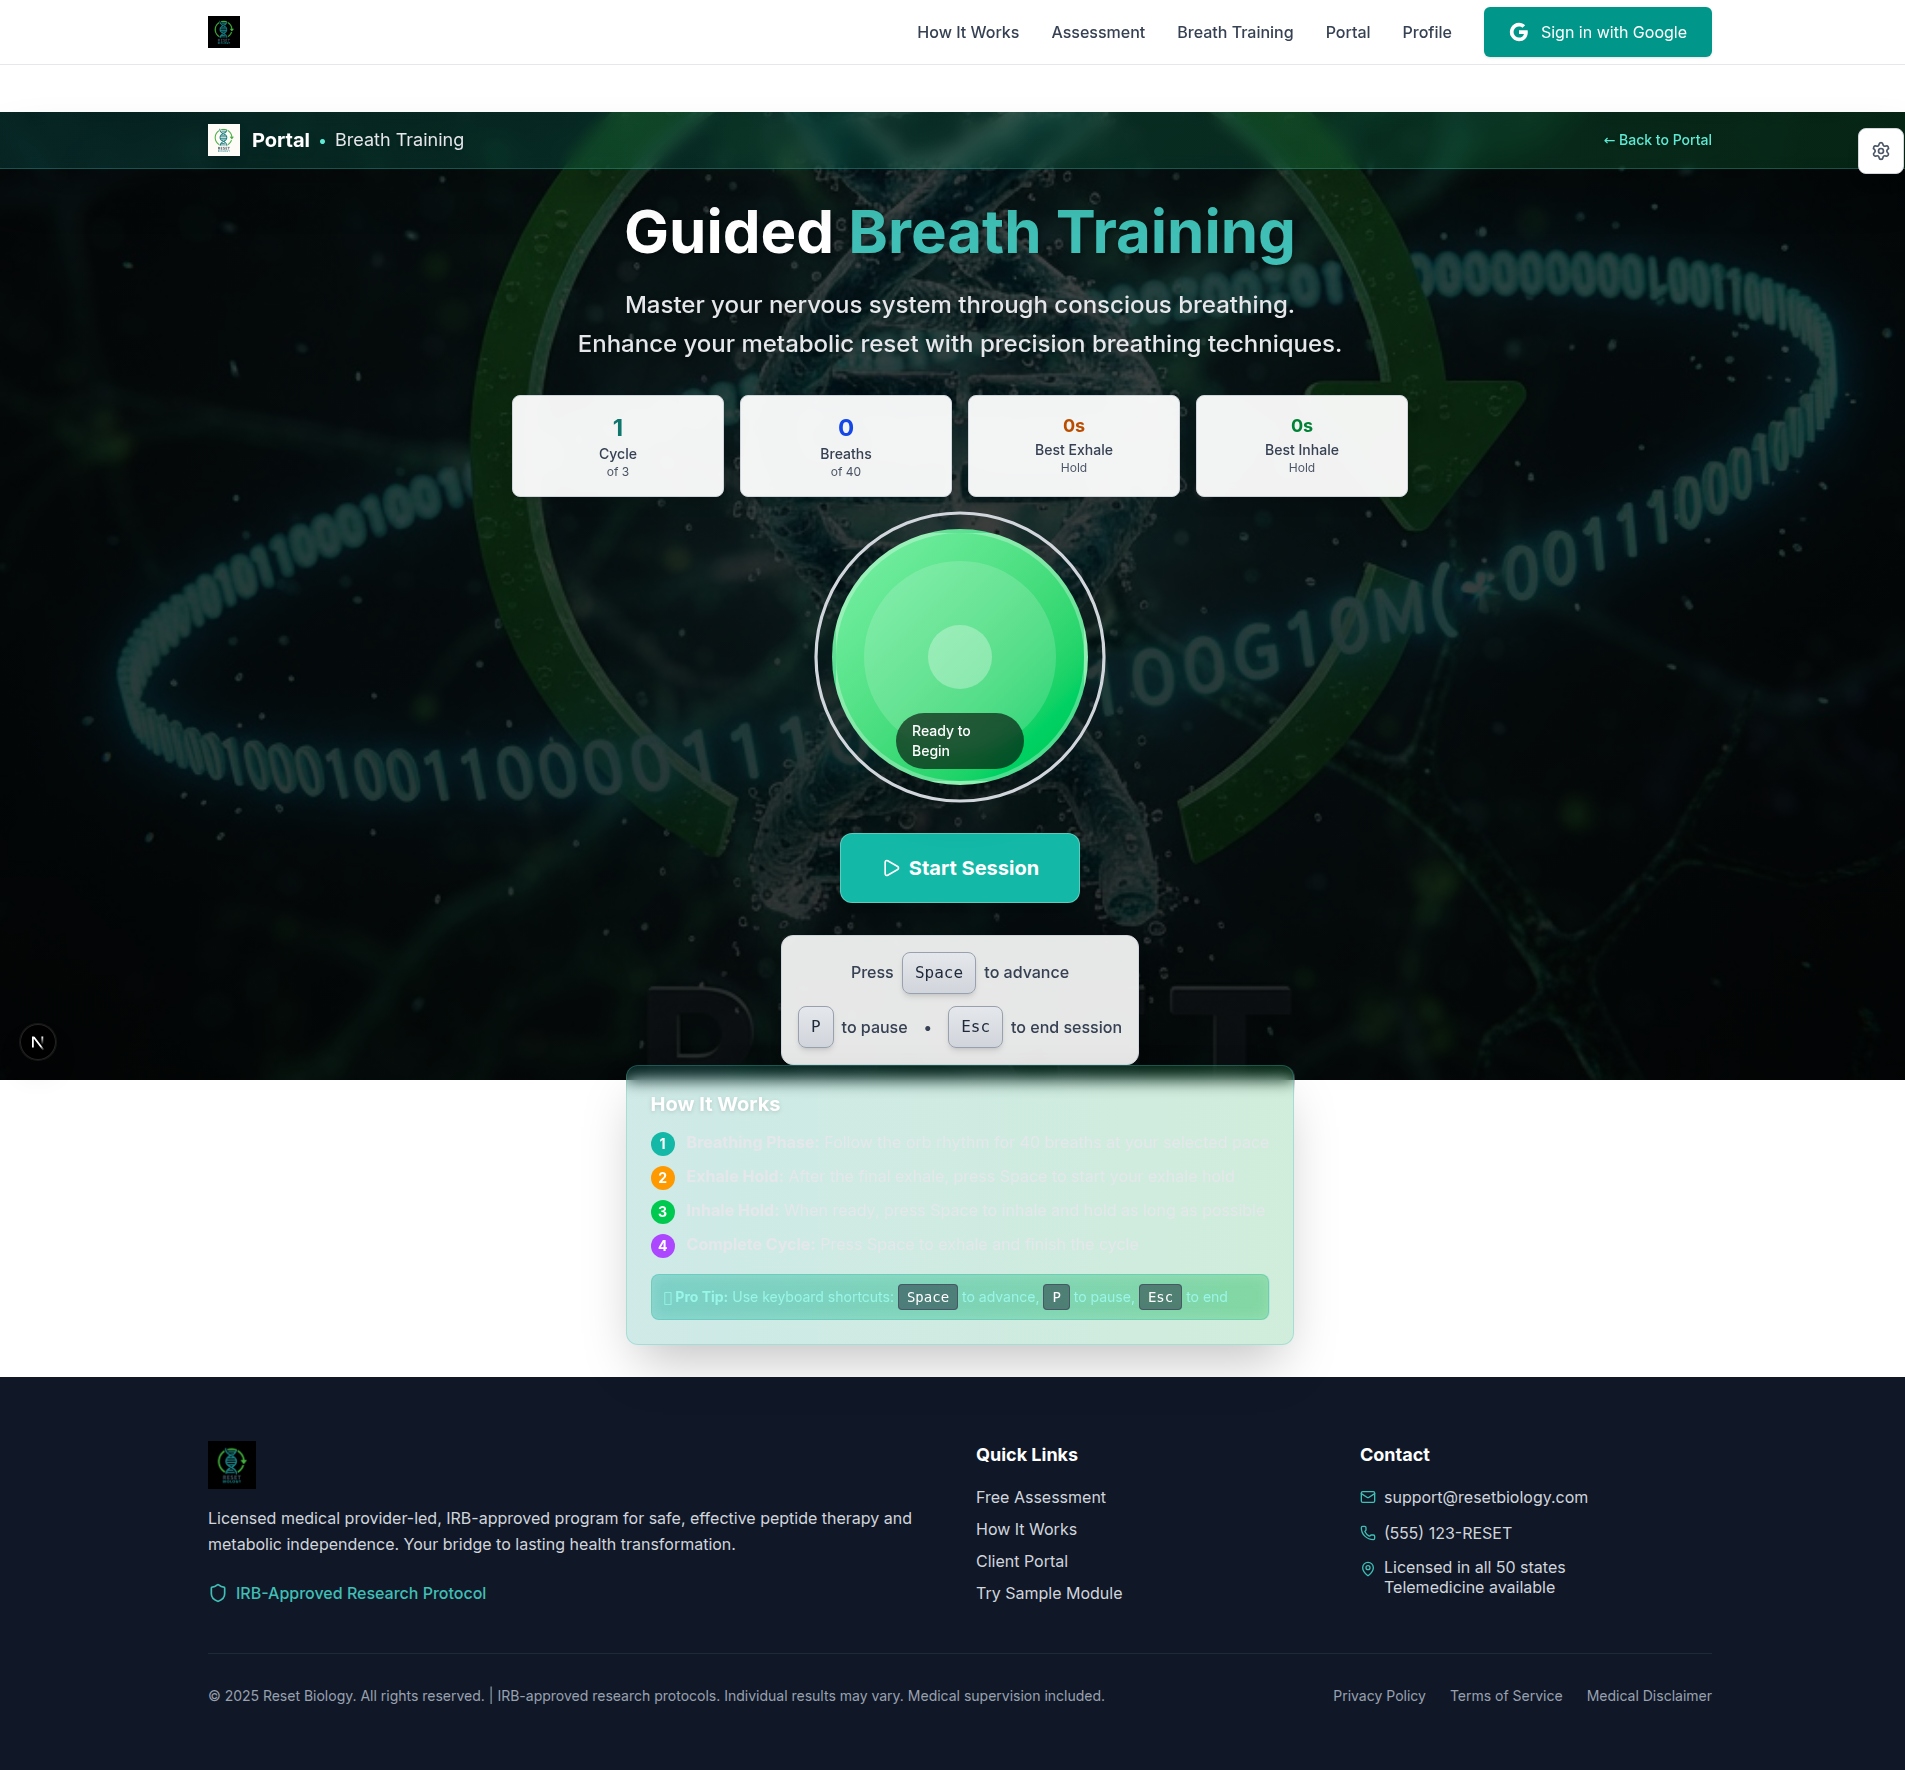 How It Works
Assessment
Breath Training
Portal
Profile
G Sign in with Google
Portal • Breath Training
← Back to Portal
Guided Breath Training
Master your nervous system through conscious breathing.
Enhance your metabolic reset with precision breathing techniques.
1
Cycle
of 3
0
Breaths
of 40
0s
Best Exhale
Hold
0s
Best Inhale
Hold
Ready to
Begin
Start Session
Press Space to advance
P to pause • Esc to end session
N
How It Works
1 Breathing Phase: Follow the orb rhythm for 40 breaths at your selected pace
2 Exhale Hold: After the final exhale, press Space to start your exhale hold
3 Inhale Hold: When ready, press Space to inhale and hold as long as possible
4 Complete Cycle: Press Space to exhale and finish the cycle
Pro Tip: Use keyboard shortcuts: Space to advance, P to pause, Esc to end
RESET
Licensed medical provider-led, IRB-approved program for safe, effective peptide therapy and
metabolic independence. Your bridge to lasting health transformation.
IRB-Approved Research Protocol
Quick Links
Free Assessment
How It Works
Client Portal
Try Sample Module
Contact
support@resetbiology.com
(555) 123-RESET
Licensed in all 50 states
Telemedicine available
© 2025 Reset Biology. All rights reserved. | IRB-approved research protocols. Individual results may vary. Medical supervision included.
Privacy Policy
Terms of Service
Medical Disclaimer